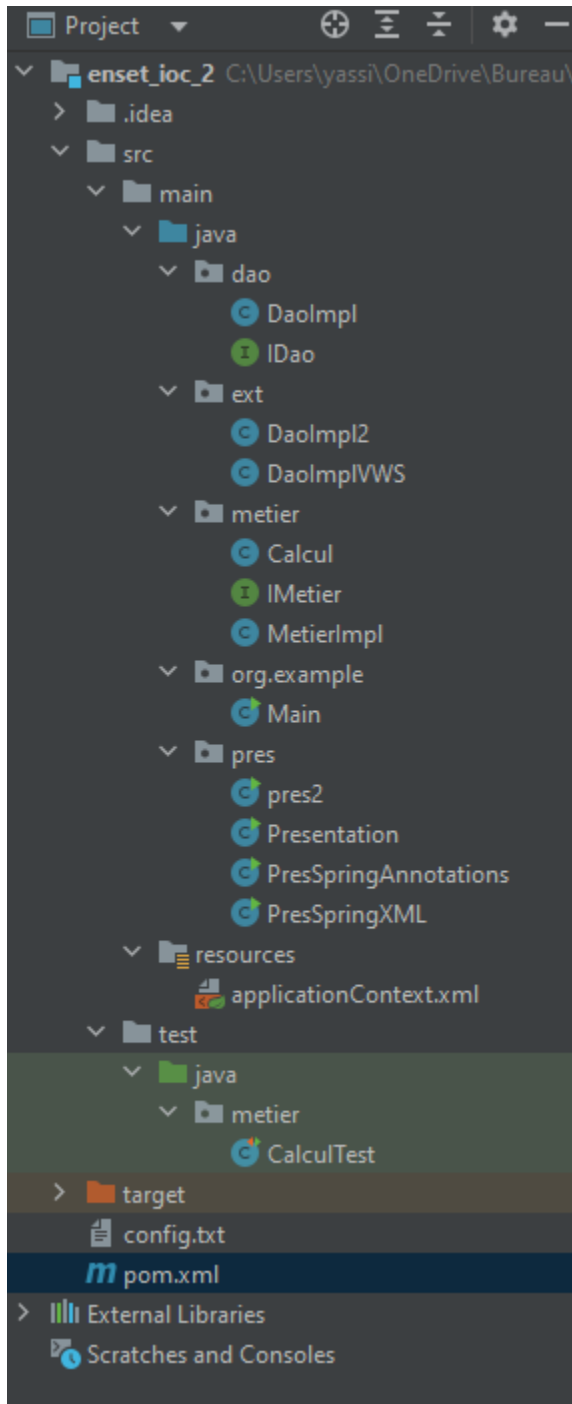 Project
enset_ioc_2 C:\Users\yassi\OneDrive\Bureau\
.idea
src
main
java
dao
DaoImpl
IDao
ext
DaoImpl2
DaoImplVWS
metier
Calcul
IMetier
MetierImpl
org.example
Main
pres
pres2
Presentation
PresSpringAnnotations
PresSpringXML
resources
applicationContext.xml
test
java
metier
CalculTest
target
config.txt
pom.xml
External Libraries
Scratches and Consoles